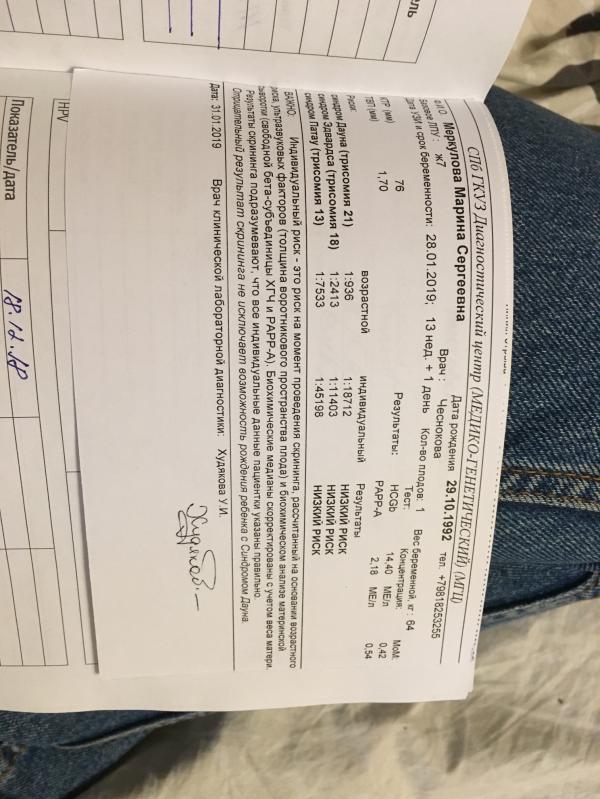 СПб ГКУЗ Диагностический центр (МЕДИКО-ГЕНЕТИЧЕСКИЙ) (МГЦ)
Ф.И.О. Меркулова Марина Сергеевна Дата рождения 29.10.1992 тел. +79818253255
Базовое ЛПУ: ж7 Врач: Чеснокова
Дата УЗИ и срок беременности: 28.01.2019; 13 нед. + 1 день Кол-во плодов: 1 Вес беременной, кг: 64
Результаты: Тест: Концентрация: МоМ:
КТР (мм) 76 HCGb 14,40 МЕ/л 0,42
ТВП (мм) 1,70 PAPP-A 2,18 МЕ/л 0,54
Риски: возрастной индивидуальный Результаты
синдром Дауна (трисомия 21) 1:936 1:18712 НИЗКИЙ РИСК
синдром Эдвардса (трисомия 18) 1:2413 1:11403 НИЗКИЙ РИСК
синдром Патау (трисомия 13) 1:7533 1:45198 НИЗКИЙ РИСК
ВАЖНО: Индивидуальный риск - это риск на момент проведения скрининга, рассчитанный на основании возрастного
риска, ультразвуковых факторов (толщина воротникового пространства плода) и биохимическом анализе материнской
сыворотки (свободной бета-субъединицы ХГЧ и РАРР-А). Биохимические медианы скорректированы с учетом веса матери.
Результаты скрининга подразумевают, что все индивидуальные данные пациентки указаны правильно.
Отрицательный результат скрининга не исключает возможность рождения ребенка с Синдромом Дауна.
Дата: 31.01.2019 Врач клинической лабораторной диагностики: Худякова У.И.
НРV
Показатель/дата 18.12.18